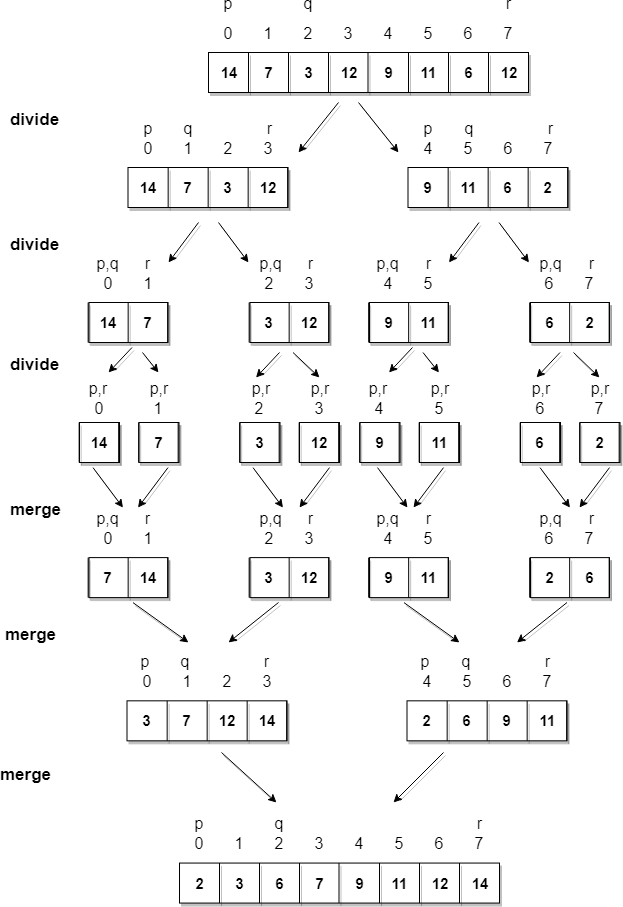 p q r
0 1 2 3 4 5 6 7
14 7 3 12 9 11 6 12
divide
p q r p q r
0 1 2 3 4 5 6 7
14 7 3 12 9 11 6 2
divide
p,q r p,q r p,q r p,q r
0 1 2 3 4 5 6 7
14 7 3 12 9 11 6 2
divide
p,r p,r p,r p,r p,r p,r p,r p,r
0 1 2 3 4 5 6 7
14 7 3 12 9 11 6 2
merge
p,q r p,q r p,q r p,q r
0 1 2 3 4 5 6 7
7 14 3 12 9 11 2 6
merge
p q r p q r
0 1 2 3 4 5 6 7
3 7 12 14 2 6 9 11
merge
p q r
0 1 2 3 4 5 6 7
2 3 6 7 9 11 12 14